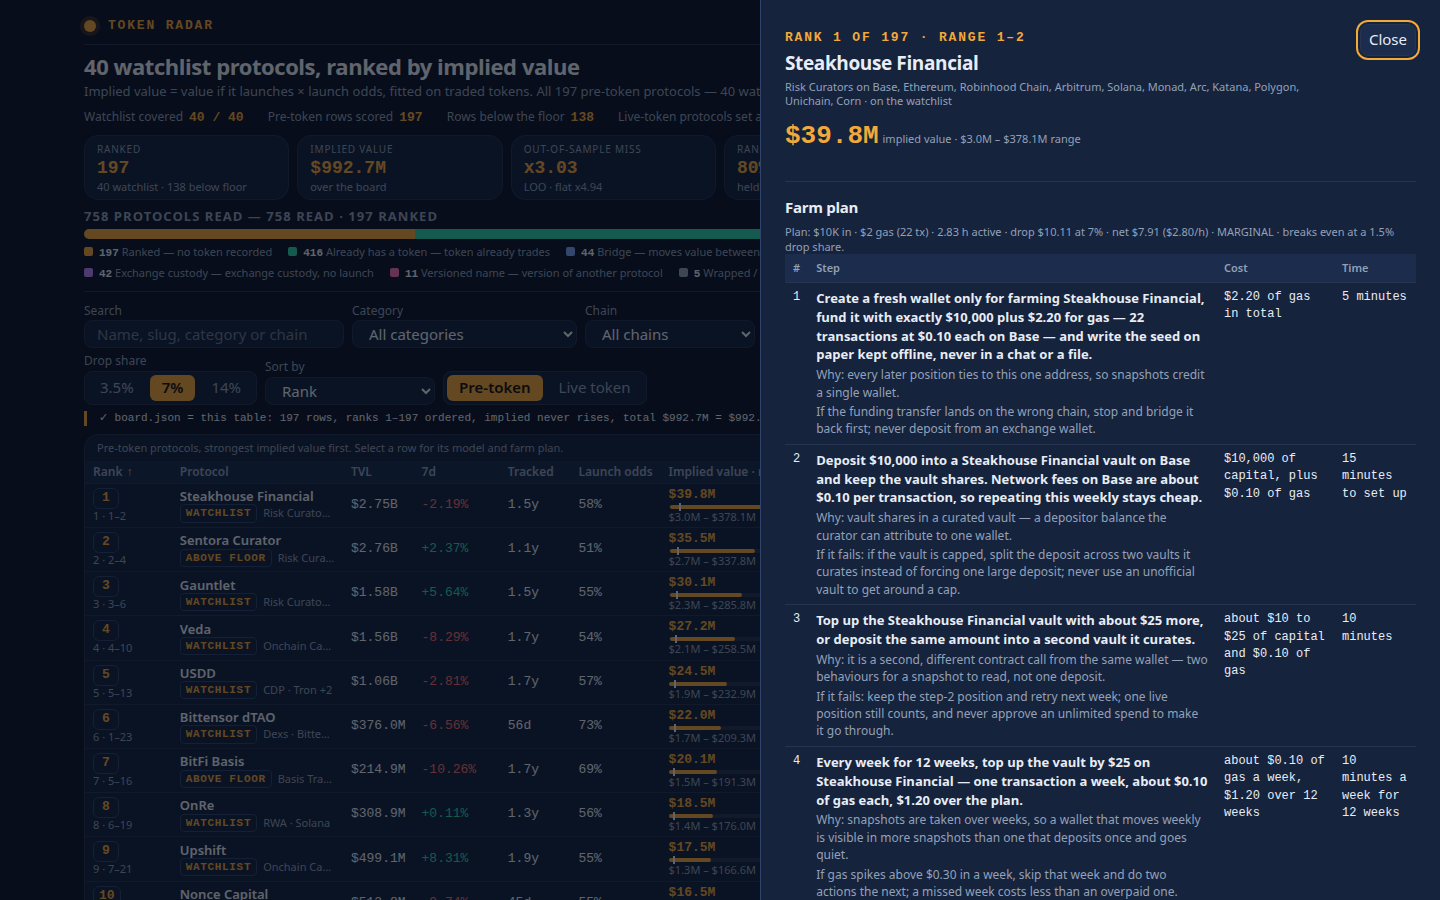 TOKEN RADAR
40 watchlist protocols, ranked by implied value
Implied value = value if it launches × launch odds, fitted on traded tokens. All 197 pre-token protocols — 40 wat
Watchlist covered 40 / 40 Pre-token rows scored 197 Rows below the floor 138 Live-token protocols set a
RANKED
197
40 watchlist · 138 below floor
IMPLIED VALUE
$992.7M
over the board
OUT-OF-SAMPLE MISS
x3.03
LOO · flat x4.94
RAN
80%
held
758 PROTOCOLS READ — 758 READ · 197 RANKED
197 Ranked — no token recorded 416 Already has a token — token already trades 44 Bridge — moves value between
42 Exchange custody — exchange custody, no launch 11 Versioned name — version of another protocol 5 Wrapped /
Search Category Chain
Name, slug, category or chain All categories All chains
Drop share Sort by
3.5% 7% 14% Rank Pre-token Live token
✓ board.json = this table: 197 rows, ranks 1–197 ordered, implied never rises, total $992.7M = $992.
Pre-token protocols, strongest implied value first. Select a row for its model and farm plan.
Rank ↑ Protocol TVL 7d Tracked Launch odds Implied value ·
1 Steakhouse Financial $2.75B -2.19% 1.5y 58% $39.8M
1 · 1–2 WATCHLIST Risk Curato… $3.0M – $378.1M
2 Sentora Curator $2.76B +2.37% 1.1y 51% $35.5M
2 · 2–4 ABOVE FLOOR Risk Cura… $2.7M – $337.8M
3 Gauntlet $1.58B +5.64% 1.7y 55% $30.1M
3 · 3–6 WATCHLIST Risk Curato… $2.3M – $285.8M
4 Veda $1.56B -8.29% 1.7y 54% $27.2M
4 · 4–10 WATCHLIST Onchain Ca… $2.1M – $258.5M
5 USDD $1.06B -2.81% 1.7y 57% $24.5M
5 · 5–13 WATCHLIST CDP · Tron +2 $1.9M – $232.9M
6 Bittensor dTAO $376.0M -6.56% 56d 73% $22.0M
6 · 1–23 WATCHLIST Dexs · Bitte… $1.7M – $209.3M
7 BitFi Basis $214.9M -10.26% 1.7y 69% $20.1M
7 · 5–16 ABOVE FLOOR Basis Tra… $1.5M – $191.3M
8 OnRe $308.9M +0.11% 1.3y 56% $18.5M
8 · 6–19 WATCHLIST RWA · Solana $1.4M – $176.0M
9 Upshift $499.1M +8.31% 1.9y 55% $17.5M
9 · 7–21 WATCHLIST Onchain Ca… $1.3M – $166.6M
10 Nonce Capital $16.5M
RANK 1 OF 197 · RANGE 1–2
Close
Steakhouse Financial
Risk Curators on Base, Ethereum, Robinhood Chain, Arbitrum, Solana, Monad, Arc, Katana, Polygon,
Unichain, Corn · on the watchlist
$39.8M implied value · $3.0M – $378.1M range
Farm plan
Plan: $10K in · $2 gas (22 tx) · 2.83 h active · drop $10.11 at 7% · net $7.91 ($2.80/h) · MARGINAL · breaks even at a 1.5%
drop share.
# Step Cost Time
1 Create a fresh wallet only for farming Steakhouse Financial, $2.20 of gas 5 minutes
fund it with exactly $10,000 plus $2.20 for gas — 22 in total
transactions at $0.10 each on Base — and write the seed on
paper kept offline, never in a chat or a file.
Why: every later position ties to this one address, so snapshots credit
a single wallet.
If the funding transfer lands on the wrong chain, stop and bridge it
back first; never deposit from an exchange wallet.
2 Deposit $10,000 into a Steakhouse Financial vault on Base $10,000 of 15
and keep the vault shares. Network fees on Base are about capital, plus minutes
$0.10 per transaction, so repeating this weekly stays cheap. $0.10 of gas to set up
Why: vault shares in a curated vault — a depositor balance the
curator can attribute to one wallet.
If it fails: if the vault is capped, split the deposit across two vaults it
curates instead of forcing one large deposit; never use an unofficial
vault to get around a cap.
3 Top up the Steakhouse Financial vault with about $25 more, about $10 to 10
or deposit the same amount into a second vault it curates. $25 of capital minutes
Why: it is a second, different contract call from the same wallet — two and $0.10 of
behaviours for a snapshot to read, not one deposit. gas
If it fails: keep the step-2 position and retry next week; one live
position still counts, and never approve an unlimited spend to make
it go through.
4 Every week for 12 weeks, top up the vault by $25 on about $0.10 of 10
Steakhouse Financial — one transaction a week, about $0.10 gas a week, minutes a
of gas each, $1.20 over the plan. $1.20 over 12 week for
Why: snapshots are taken over weeks, so a wallet that moves weekly weeks 12 weeks
is visible in more snapshots than one that deposits once and goes
quiet.
If gas spikes above $0.30 in a week, skip that week and do two
actions the next; a missed week costs less than an overpaid one.